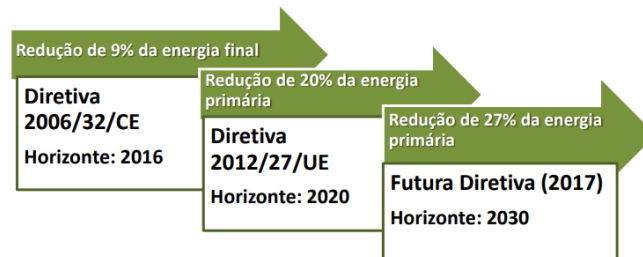 Redução de 9% da energia final
Diretiva
2006/32/CE
Horizonte: 2016
Redução de 20% da energia
primária
Diretiva
2012/27/UE
Horizonte: 2020
Redução de 27% da energia
primária
Futura Diretiva (2017)
Horizonte: 2030